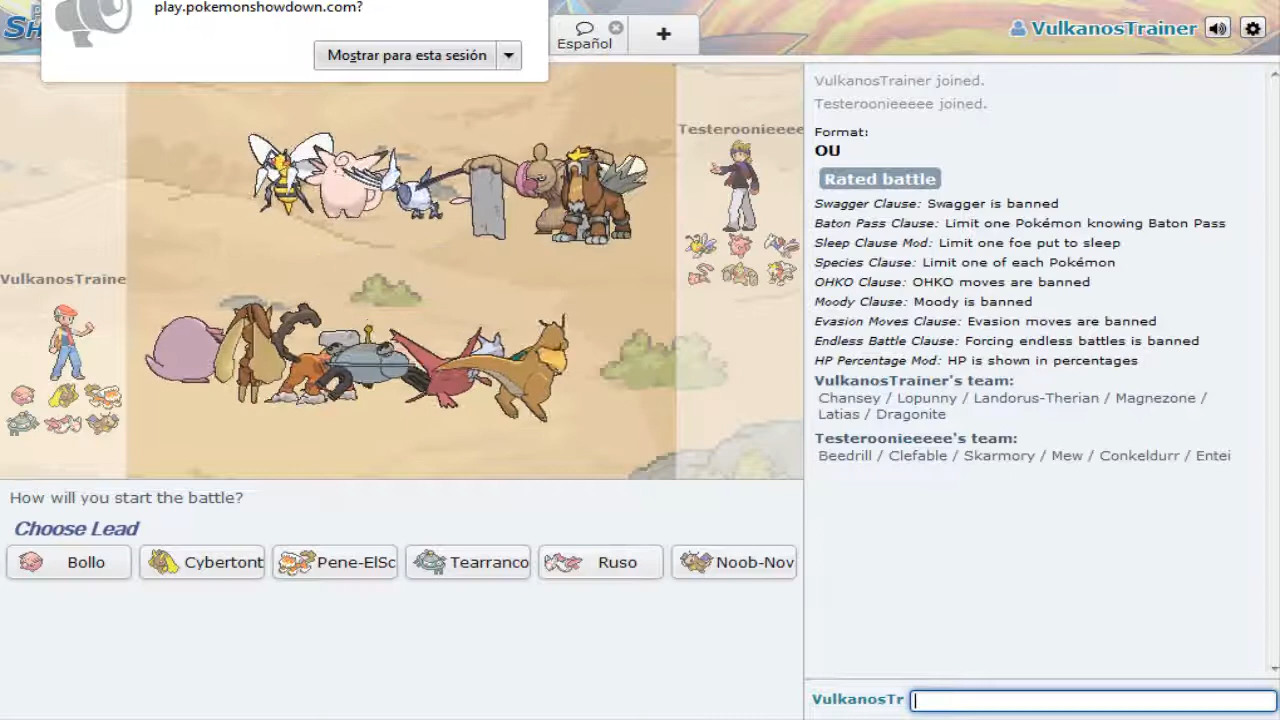 play.pokemonshowdown.com?
Mostrar para esta sesión
Sh
Español
+
VulkanosTrainer
VulkanosTrainer joined.
Testeroonieeeee joined.
Format:
OU
Rated battle
Swagger Clause: Swagger is banned
Baton Pass Clause: Limit one Pokémon knowing Baton Pass
Sleep Clause Mod: Limit one foe put to sleep
Species Clause: Limit one of each Pokémon
OHKO Clause: OHKO moves are banned
Moody Clause: Moody is banned
Evasion Moves Clause: Evasion moves are banned
Endless Battle Clause: Forcing endless battles is banned
HP Percentage Mod: HP is shown in percentages
VulkanosTrainer's team:
Chansey / Lopunny / Landorus-Therian / Magnezone /
Latias / Dragonite
Testeroonieeeee's team:
Beedrill / Clefable / Skarmory / Mew / Conkeldurr / Entei
Testeroonieeee
VulkanosTraine
How will you start the battle?
Choose Lead
Bollo
Cybertont
Pene-ElSc
Tearranco
Ruso
Noob-Nov
VulkanosTr